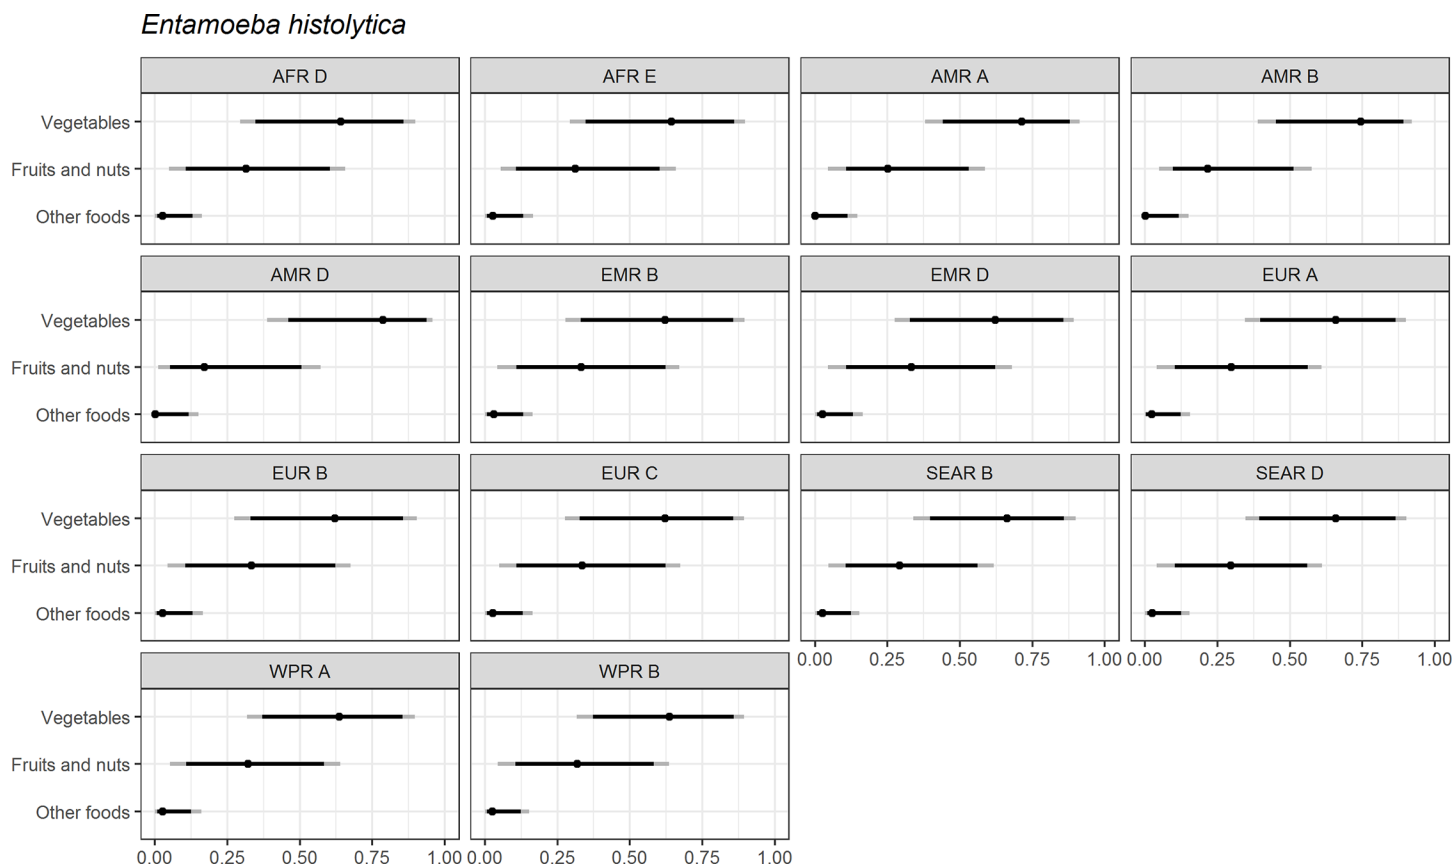 Entamoeba histolytica
AFR D AFR E AMR A AMR B
Vegetables
Fruits and nuts
Other foods
AMR D EMR B EMR D EUR A
Vegetables
Fruits and nuts
Other foods
EUR B EUR C SEAR B SEAR D
Vegetables
Fruits and nuts
Other foods
0.00 0.25 0.50 0.75 1.00 0.00 0.25 0.50 0.75 1.00
WPR A WPR B
Vegetables
Fruits and nuts
Other foods
0.00 0.25 0.50 0.75 1.00 0.00 0.25 0.50 0.75 1.00